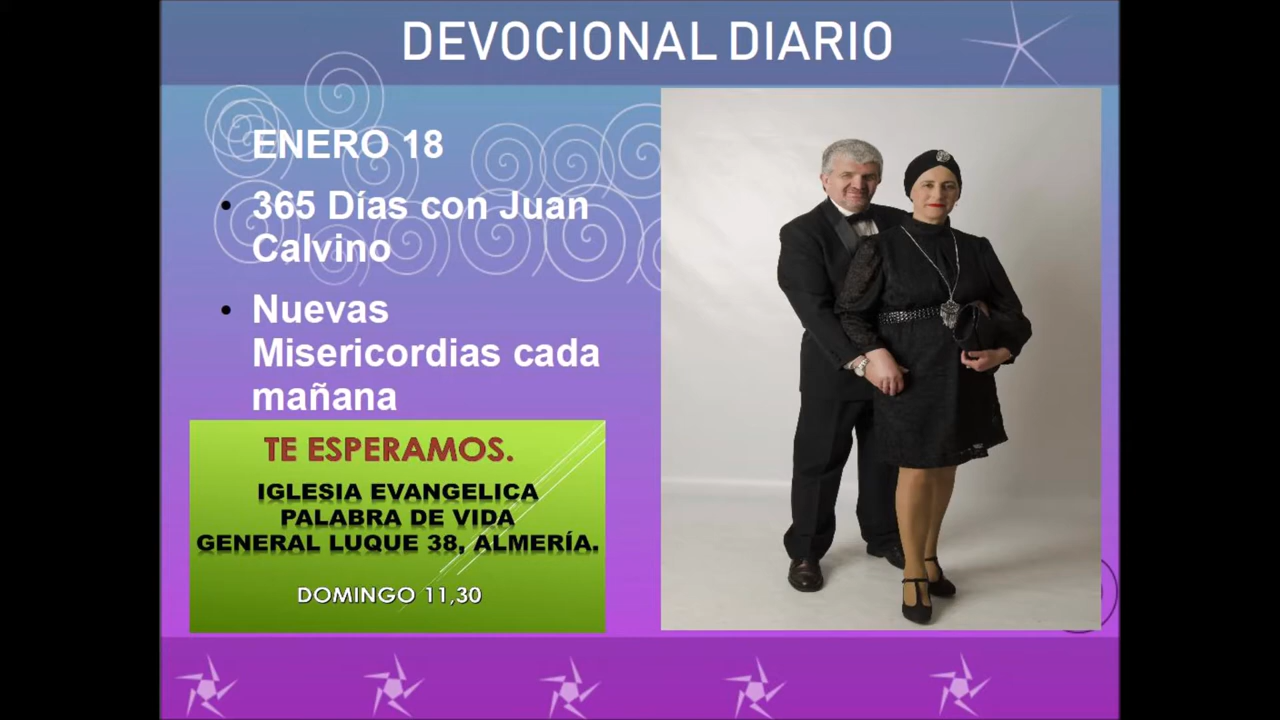 DEVOCIONAL DIARIO
ENERO 18
• 365 Días con Juan
Calvino
• Nuevas
Misericordias cada
mañana
TE ESPERAMOS.
IGLESIA EVANGELICA
PALABRA DE VIDA
GENERAL LUQUE 38, ALMERÍA.
DOMINGO 11,30